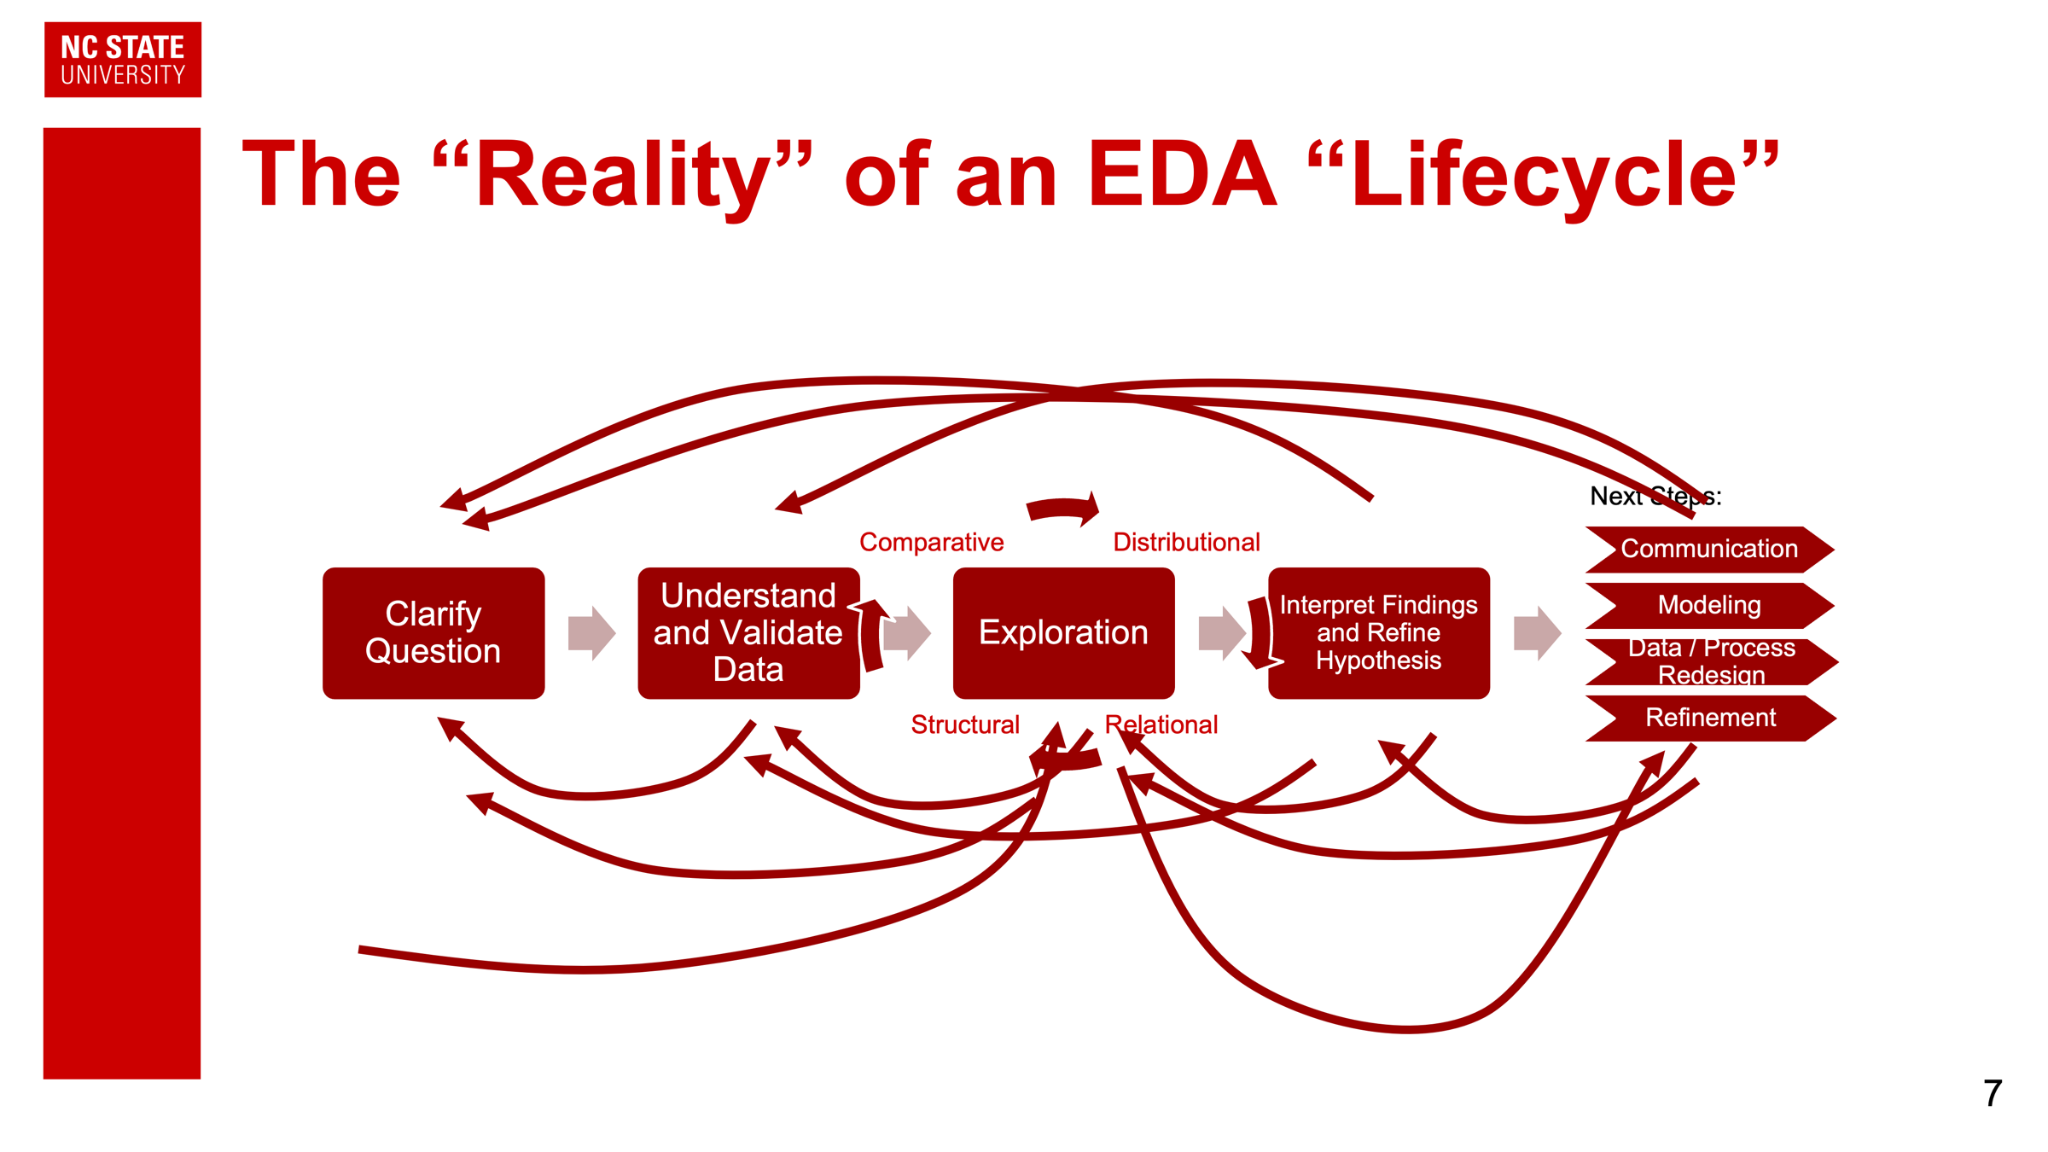 NC STATE
UNIVERSITY
The “Reality” of an EDA “Lifecycle”
Next Steps:
Comparative
Distributional
Clarify
Question
Understand
and Validate
Data
Exploration
Interpret Findings
and Refine
Hypothesis
Communication
Modeling
Data / Process
Redesign
Refinement
Structural
Relational
7